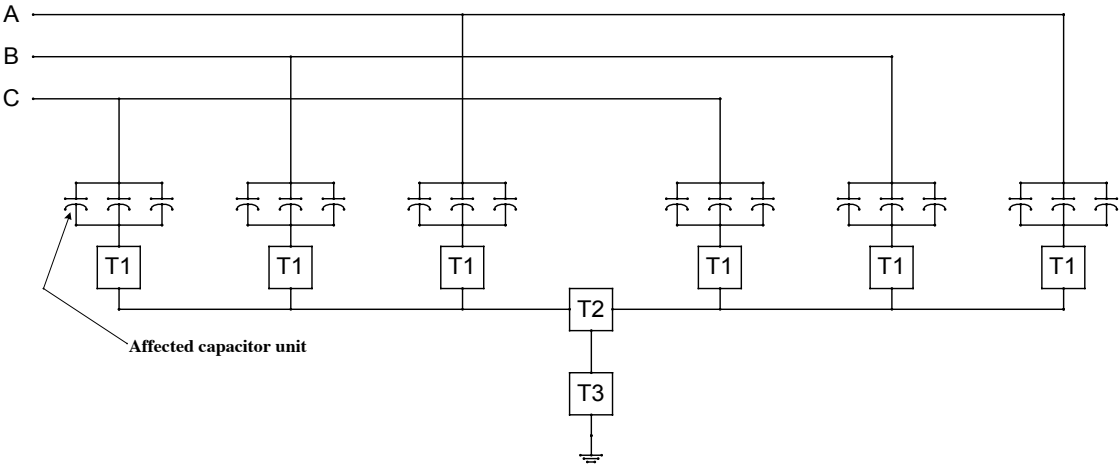 A
B
C
T1 T1 T1 T1 T1 T1
T2
Affected capacitor unit
T3